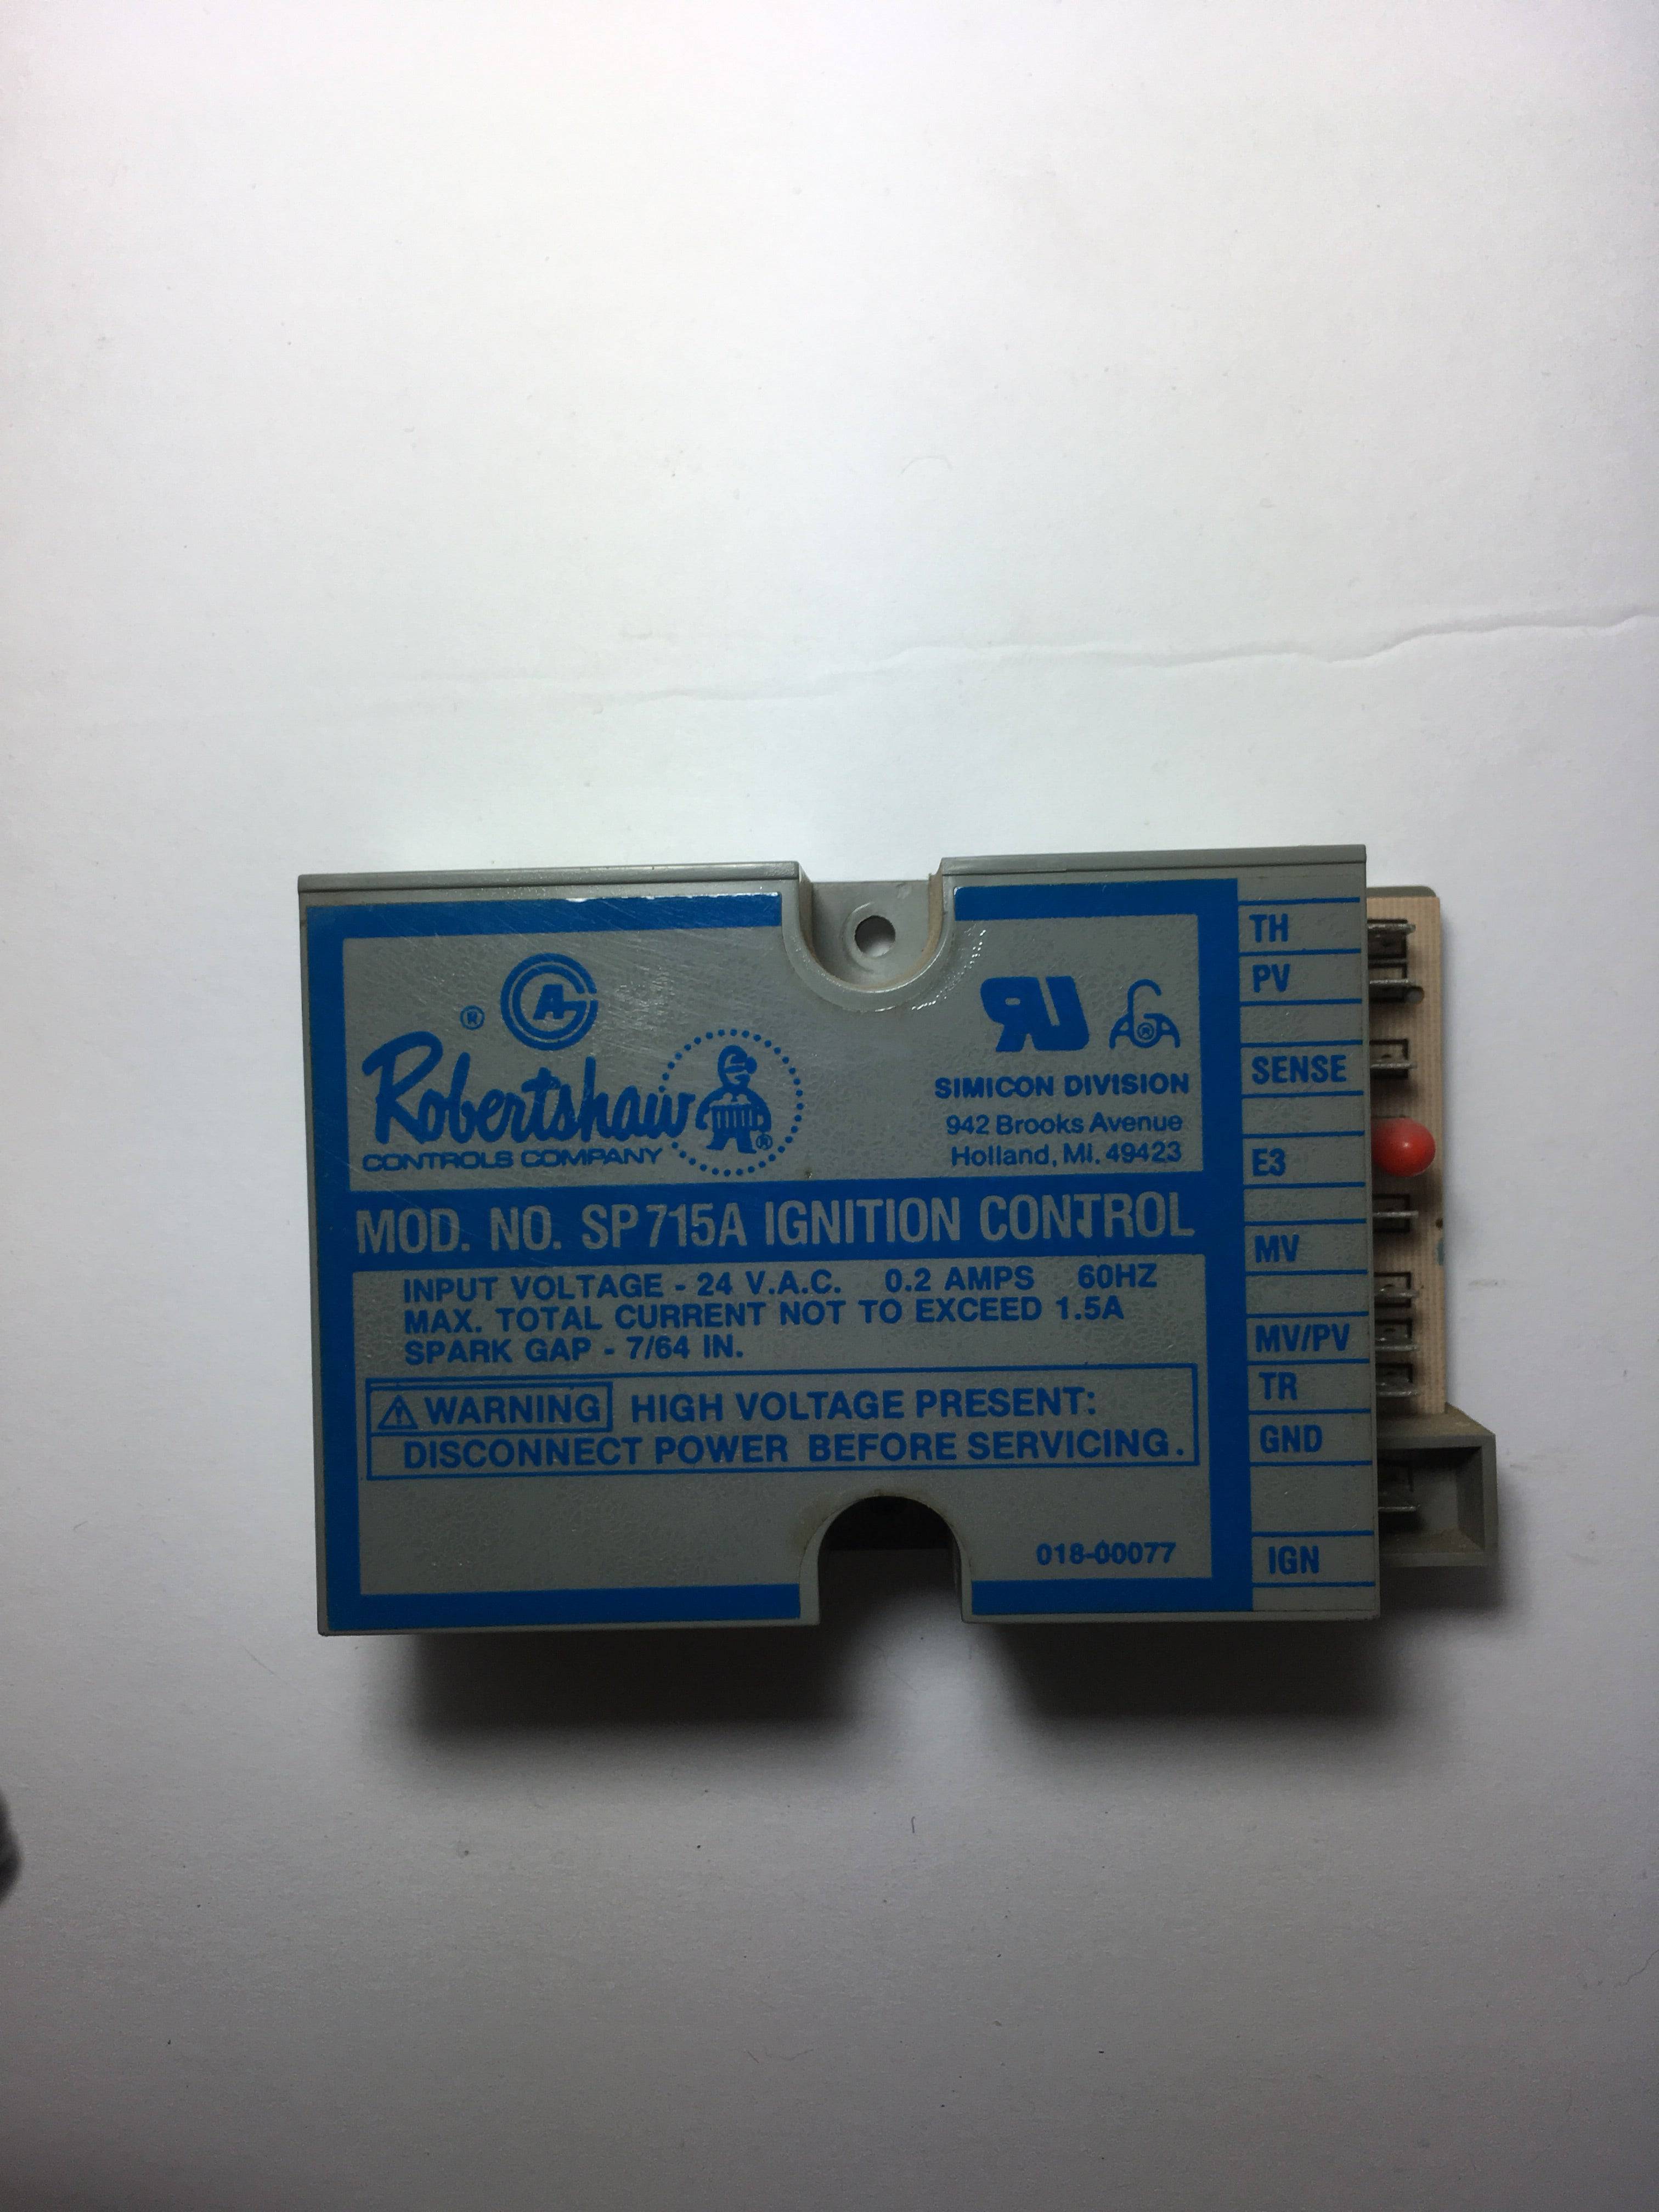 ®
Robertshaw
®
CONTROLS COMPANY
SIMICON DIVISION
942 Brooks Avenue
Holland, MI. 49423
MOD. NO. SP715A IGNITION CONTROL
INPUT VOLTAGE - 24 V.A.C. 0.2 AMPS 60HZ
MAX. TOTAL CURRENT NOT TO EXCEED 1.5A
SPARK GAP - 7/64 IN.
WARNING HIGH VOLTAGE PRESENT:
DISCONNECT POWER BEFORE SERVICING.
018-00077
TH
PV
SENSE
E3
MV
MV/PV
TR
GND
IGN